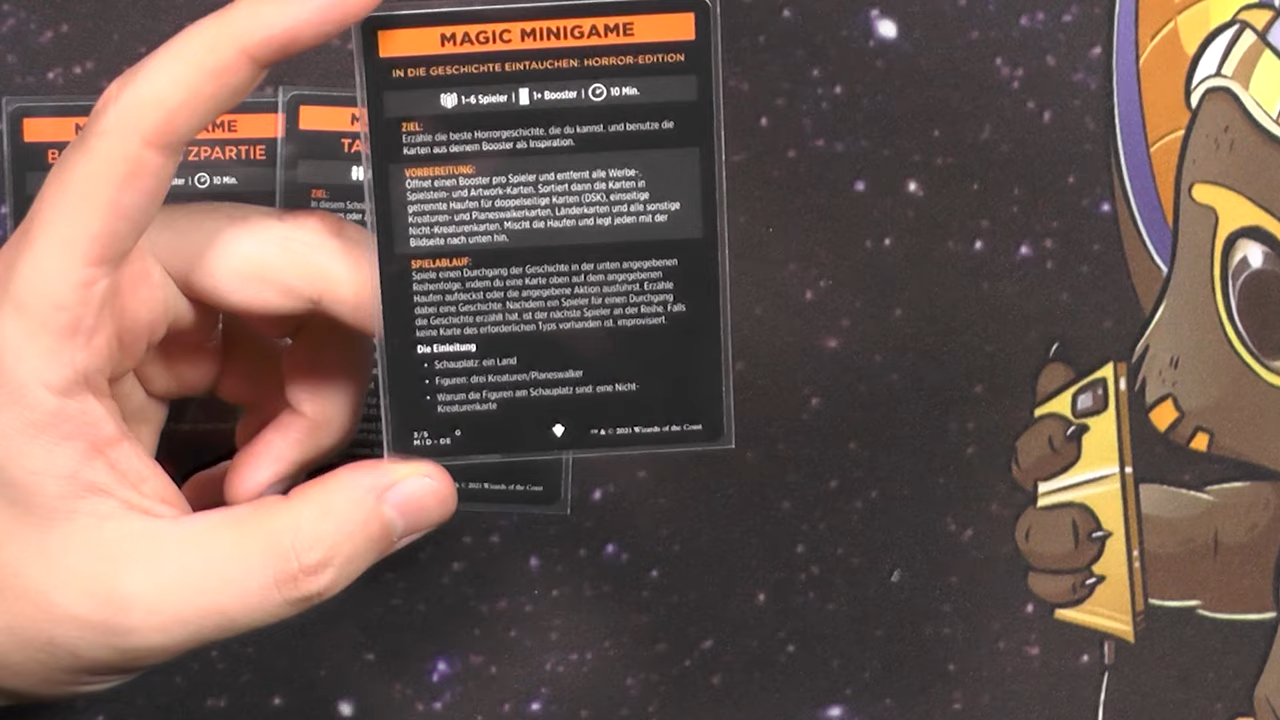 MAGIC MINIGAME
IN DIE GESCHICHTE EINTAUCHEN: HORROR-EDITION
1–6 Spieler | 1+ Booster | 10 Min.
ZIEL:
Erzähle die beste Horrorgeschichte, die du kannst, und benutze die
Karten aus deinem Booster als Inspiration.
VORBEREITUNG:
Öffnet einen Booster pro Spieler und entfernt alle Werbe-,
Spielstein- und Artwork-Karten. Sortiert dann die Karten in
getrennte Haufen für doppelseitige Karten (DSK), einseitige
Kreaturen- und Planeswalkerkarten, Länderkarten und alle sonstige
Nicht-Kreaturenkarten. Mischt die Haufen und legt jeden mit der
Bildseite nach unten hin.
SPIELABLAUF:
Spiele einen Durchgang der Geschichte in der unten angegebenen
Reihenfolge, indem du eine Karte oben auf dem angegebenen
Haufen aufdeckst oder die angegebene Aktion ausführst. Erzähle
dabei eine Geschichte. Nachdem ein Spieler für einen Durchgang
die Geschichte erzählt hat, ist der nächste Spieler an der Reihe. Falls
keine Karte des erforderlichen Typs vorhanden ist, improvisiert.
Die Einleitung
• Schauplatz: ein Land
• Figuren: drei Kreaturen/Planeswalker
• Warum die Figuren am Schauplatz sind: eine Nicht-
Kreaturenkarte
3/5 G
MID • DE
™ & © 2021 Wizards of the Coast
TZPARTIE
10 Min.
TA
ZIEL:
In diesem
© 2021 Wizards of the Coast